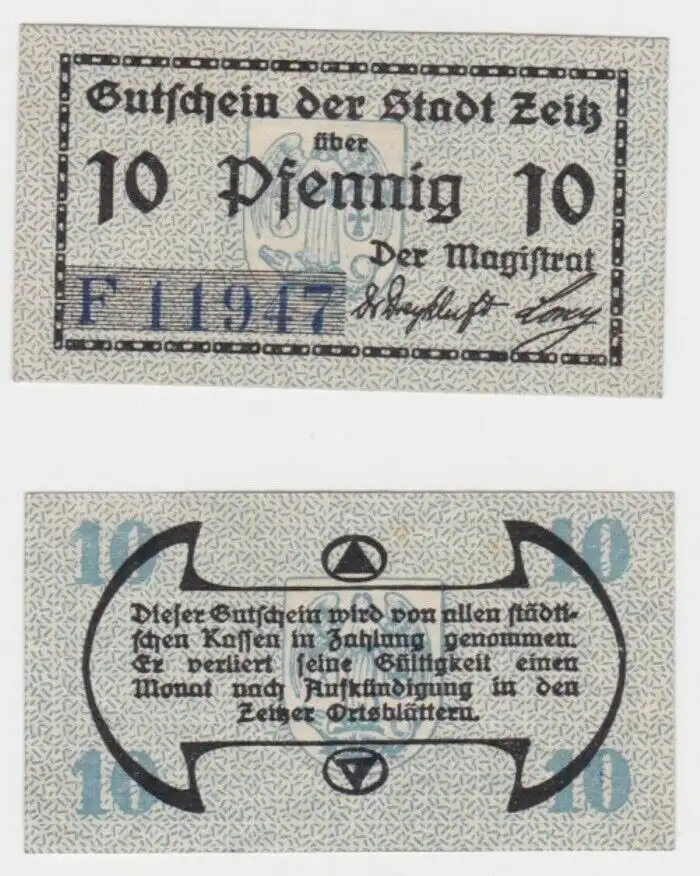 Gutschein der Stadt Zeitz
über
10 Pfennig 10
Der Magistrat
F 11947
10 10
Dieser Gutschein wird von allen städti-
schen Kassen in Zahlung genommen.
Er verliert seine Gültigkeit einen
Monat nach Aufkündigung in den
Zeitzer Ortsblättern.
10 10